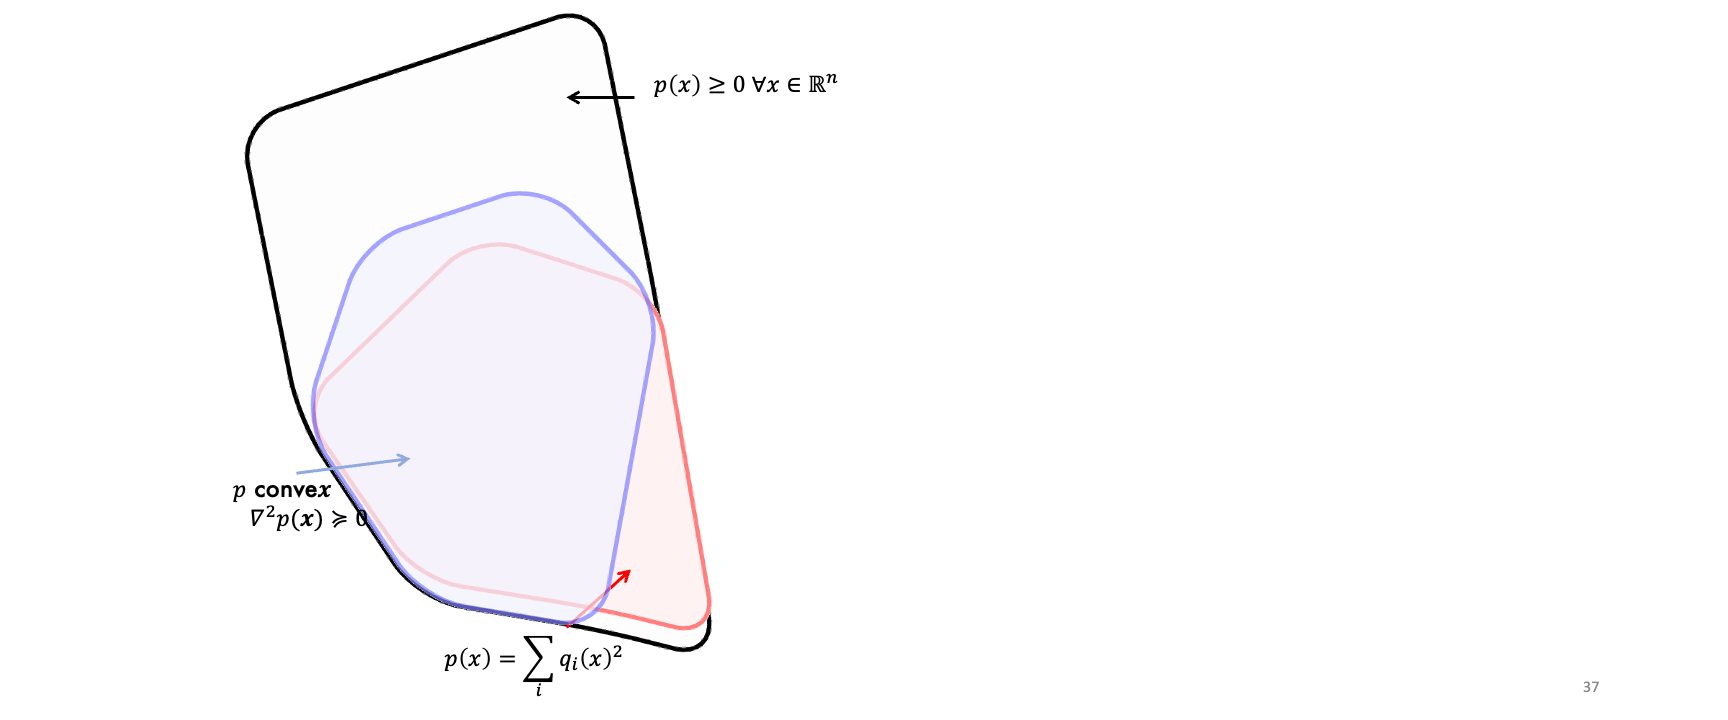 p(x) ≥ 0 ∀x ∈ ℝⁿ
p convex
∇²p(x) ≽ 0
p(x) = ∑ᵢ qᵢ(x)²
37